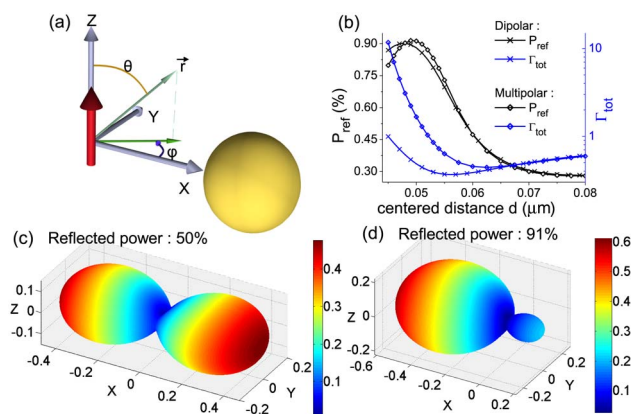 (a)
Z
θ
r
Y
φ
X
(b)
0.90
0.75
0.60
0.45
0.30
P_ref (%)
Dipolar :
P_ref
Γ_tot
Multipolar :
P_ref
Γ_tot
10
1
Γ_tot
0.05 0.06 0.07 0.08
centered distance d (µm)
(c) Reflected power : 50%
0.1
0
-0.1
Z
-0.4 -0.2 0 0.2 0.4
X
-0.2 0 0.2
Y
0.4
0.3
0.2
0.1
(d) Reflected power : 91%
0.2
0
-0.2
Z
-0.6 -0.4 -0.2 0 0.2
X
-0.2 0 0.2
Y
0.6
0.5
0.4
0.3
0.2
0.1